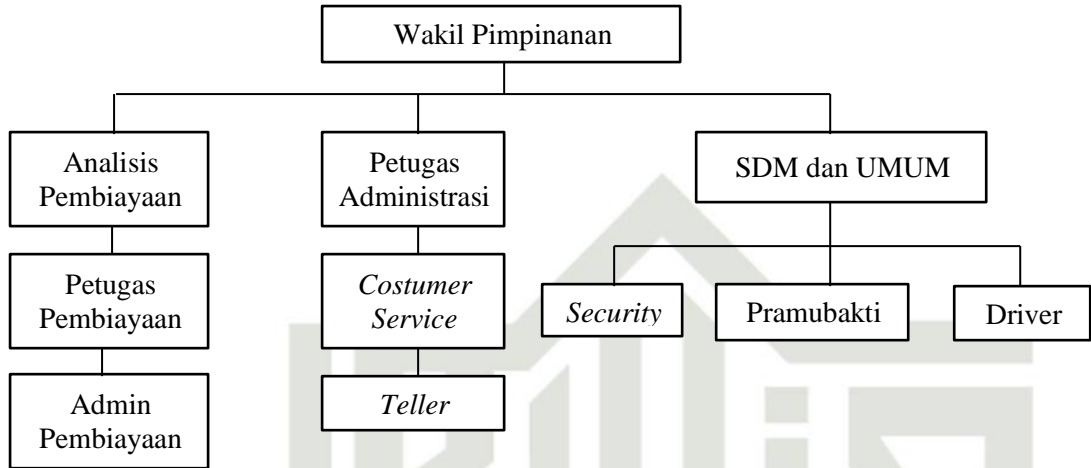 Wakil Pimpinanan
Analisis
Pembiayaan
Petugas
Administrasi
SDM dan UMUM
Petugas
Pembiayaan
Costumer
Service
Security
Pramubakti
Driver
Admin
Pembiayaan
Teller